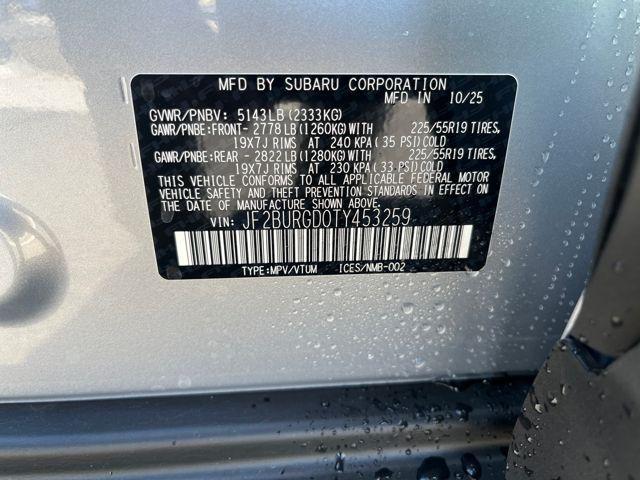 MFD BY SUBARU CORPORATION
MFD IN 10/25
GVWR/PNBV: 5143LB (2333KG)
GAWR/PNBE:FRONT- 2778 LB (1260KG)WITH 225/55R19 TIRES,
19X7J RIMS AT 240 KPA ( 35 PSI) COLD
GAWR/PNBE:REAR - 2822 LB (1280KG)WITH 225/55R19 TIRES,
19X7J RIMS AT 230 KPA ( 33 PSI) COLD
THIS VEHICLE CONFORMS TO ALL APPLICABLE FEDERAL MOTOR
VEHICLE SAFETY AND THEFT PREVENTION STANDARDS IN EFFECT
ON THE DATE OF MANUFACTURE SHOWN ABOVE.
VIN: JF2BURGD0TY453259
TYPE:MPV/VTUM ICES/NMB-002